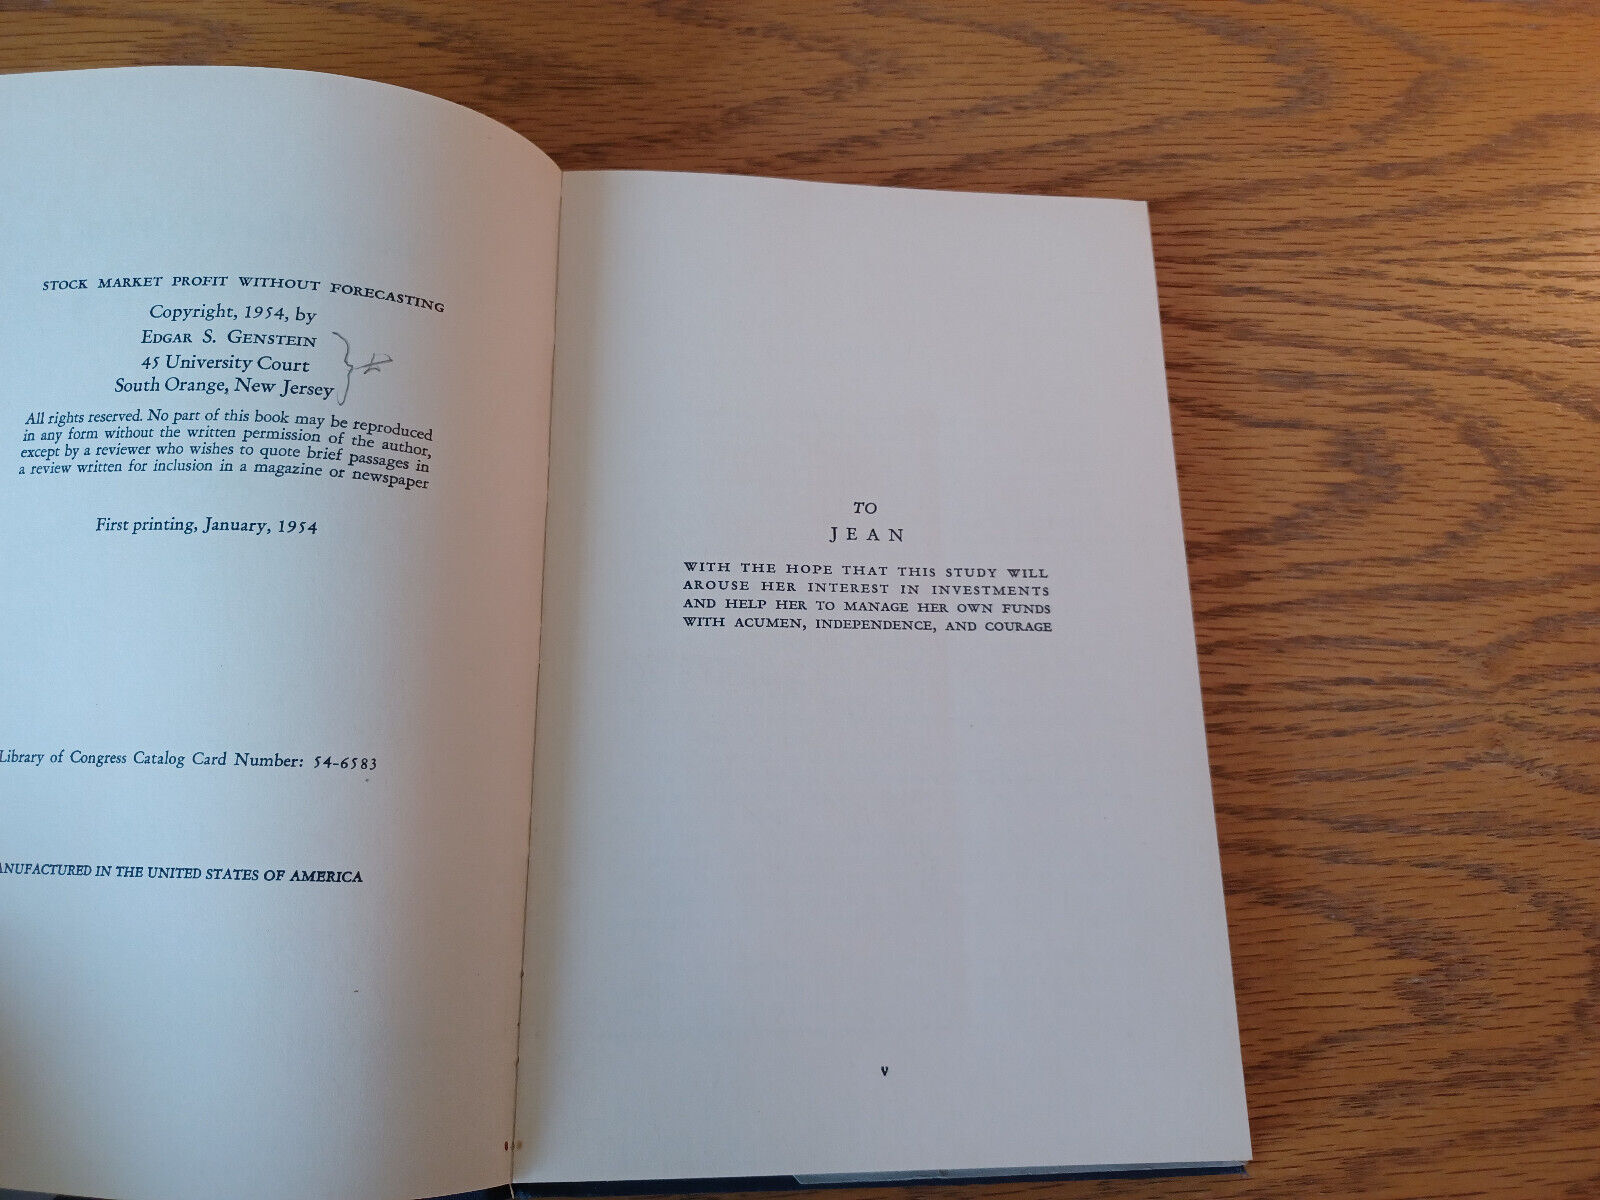 STOCK MARKET PROFIT WITHOUT FORECASTING
Copyright, 1954, by
EDGAR S. GENSTEIN
45 University Court
South Orange, New Jersey
All rights reserved. No part of this book may be reproduced
in any form without the written permission of the author,
except by a reviewer who wishes to quote brief passages in
a review written for inclusion in a magazine or newspaper
First printing, January, 1954
Library of Congress Catalog Card Number: 54-6583
ANUFACTURED IN THE UNITED STATES OF AMERICA
TO
JEAN
WITH THE HOPE THAT THIS STUDY WILL
AROUSE HER INTEREST IN INVESTMENTS
AND HELP HER TO MANAGE HER OWN FUNDS
WITH ACUMEN, INDEPENDENCE, AND COURAGE
v